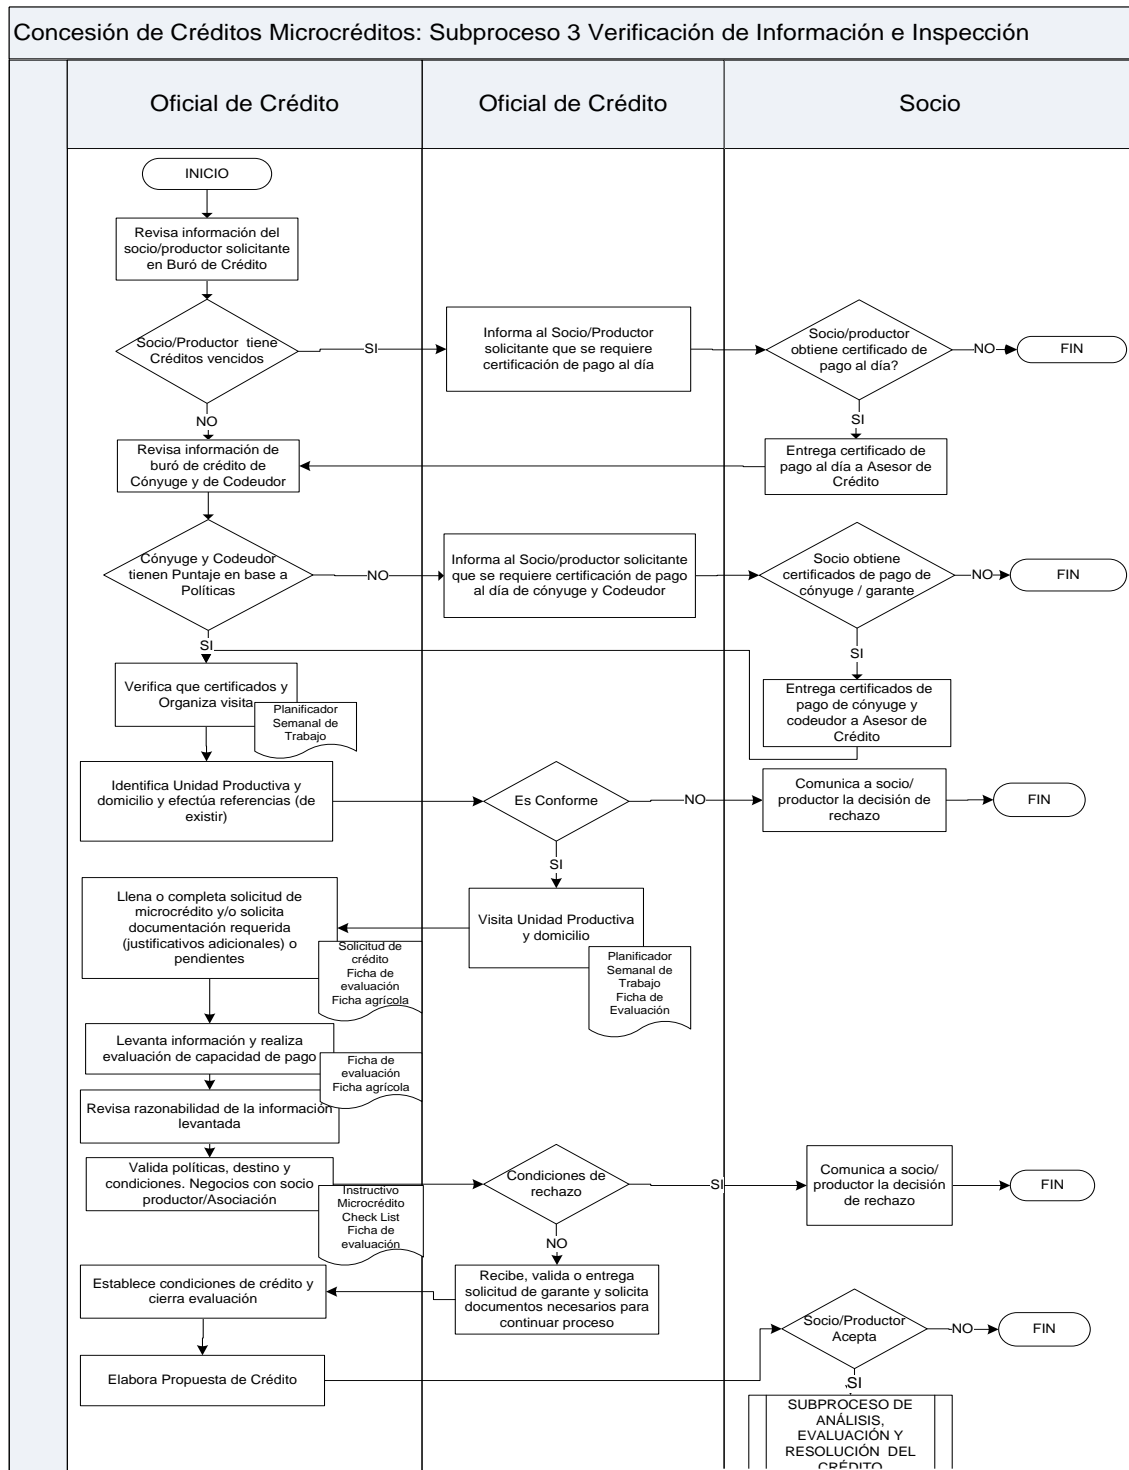 Concesión de Créditos Microcréditos: Subproceso 3 Verificación de Información e Inspección
Oficial de Crédito
Oficial de Crédito
Socio
INICIO
Revisa información del
socio/productor solicitante
en Buró de Crédito
Socio/Productor tiene
Créditos vencidos
SI
Informa al Socio/Productor
solicitante que se requiere
certificación de pago al día
Socio/productor
obtiene certificado de
pago al día?
NO
FIN
NO
SI
Revisa información de
buró de crédito de
Cónyuge y de Codeudor
Entrega certificado de
pago al día a Asesor de
Crédito
Cónyuge y Codeudor
tienen Puntaje en base a
Políticas
NO
Informa al Socio/productor solicitante
que se requiere certificación de pago
al día de cónyuge y Codeudor
Socio obtiene
certificados de pago de
cónyuge / garante
NO
FIN
SI
SI
Verifica que certificados y
Organiza visita
Planificador
Semanal de
Trabajo
Entrega certificados de
pago de cónyuge y
codeudor a Asesor de
Crédito
Identifica Unidad Productiva y
domicilio y efectúa referencias (de
existir)
Es Conforme
NO
Comunica a socio/
productor la decisión de
rechazo
FIN
SI
Llena o completa solicitud de
microcrédito y/o solicita
documentación requerida
(justificativos adicionales) o
pendientes
Solicitud de
crédito
Ficha de
evaluación
Ficha agrícola
Visita Unidad Productiva
y domicilio
Planificador
Semanal de
Trabajo
Ficha de
Evaluación
Levanta información y realiza
evaluación de capacidad de pago
Ficha de
evaluación
Ficha agrícola
Revisa razonabilidad de la información
levantada
Valida políticas, destino y
condiciones. Negocios con socio
productor/Asociación
Instructivo
Microcrédito
Check List
Ficha de
evaluación
Condiciones de
rechazo
SI
Comunica a socio/
productor la decisión
de rechazo
FIN
NO
Establece condiciones de crédito y
cierra evaluación
Recibe, valida o entrega
solicitud de garante y solicita
documentos necesarios para
continuar proceso
Socio/Productor
Acepta
NO
FIN
Elabora Propuesta de Crédito
SI
SUBPROCESO DE
ANÁLISIS,
EVALUACIÓN Y
RESOLUCIÓN DEL
CRÉDITO